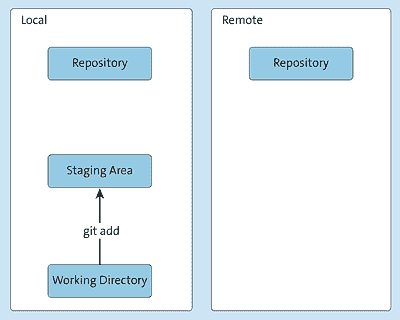 Local
Repository
Staging Area
git add
Working Directory
Remote
Repository